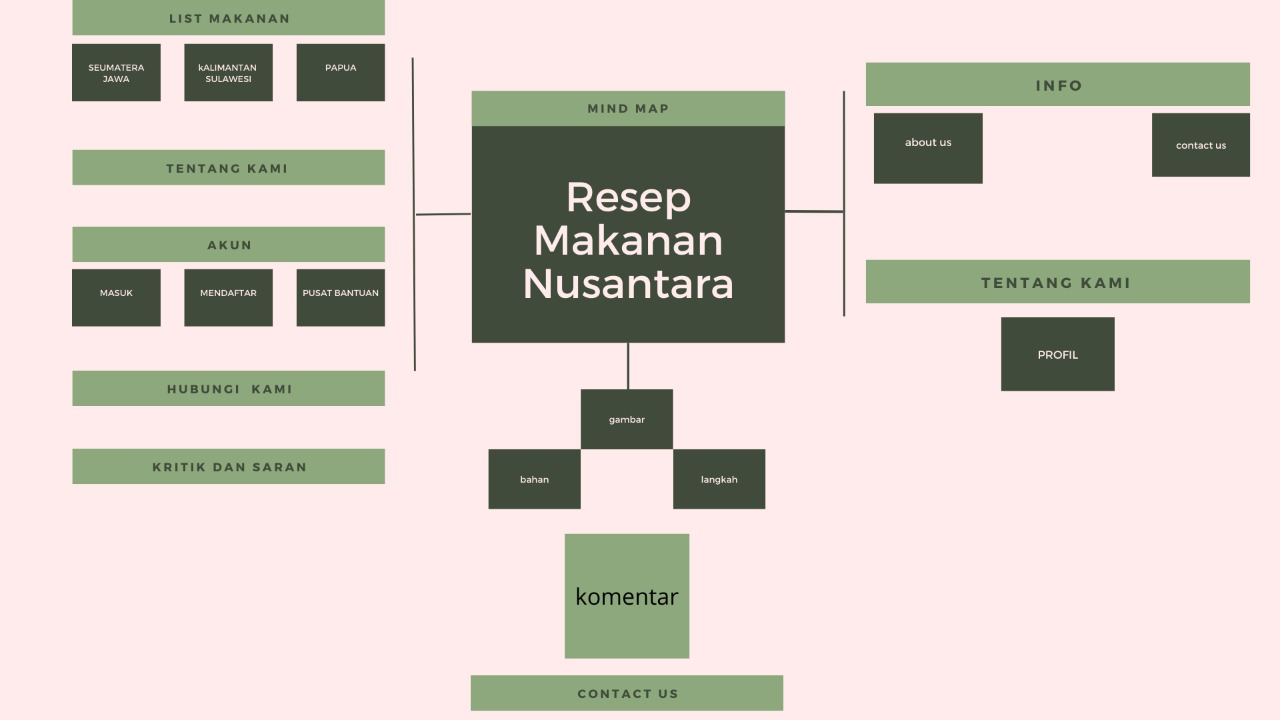 LIST MAKANAN
SEUMATERA
JAWA
kALIMANTAN
SULAWESI
PAPUA
TENTANG KAMI
AKUN
MASUK
MENDAFTAR
PUSAT BANTUAN
HUBUNGI KAMI
KRITIK DAN SARAN
MIND MAP
Resep
Makanan
Nusantara
gambar
bahan
langkah
komentar
CONTACT US
INFO
about us
contact us
TENTANG KAMI
PROFIL